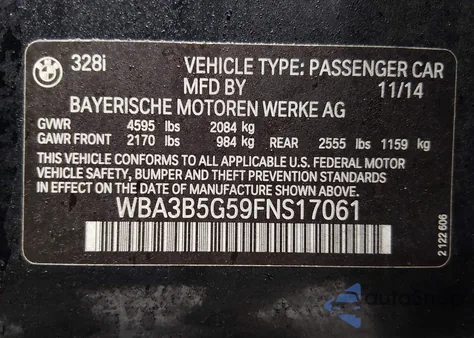 BMW
328i VEHICLE TYPE: PASSENGER CAR
MFD BY 11/14
BAYERISCHE MOTOREN WERKE AG
GVWR 4595 lbs 2084 kg
GAWR FRONT 2170 lbs 984 kg REAR 2555 lbs 1159 kg
THIS VEHICLE CONFORMS TO ALL APPLICABLE U.S. FEDERAL MOTOR
VEHICLE SAFETY, BUMPER AND THEFT PREVENTION STANDARDS IN
EFFECT ON THE DATE OF MANUFACTURE SHOWN ABOVE.
WBA3B5G59FNS17061
2 122 606